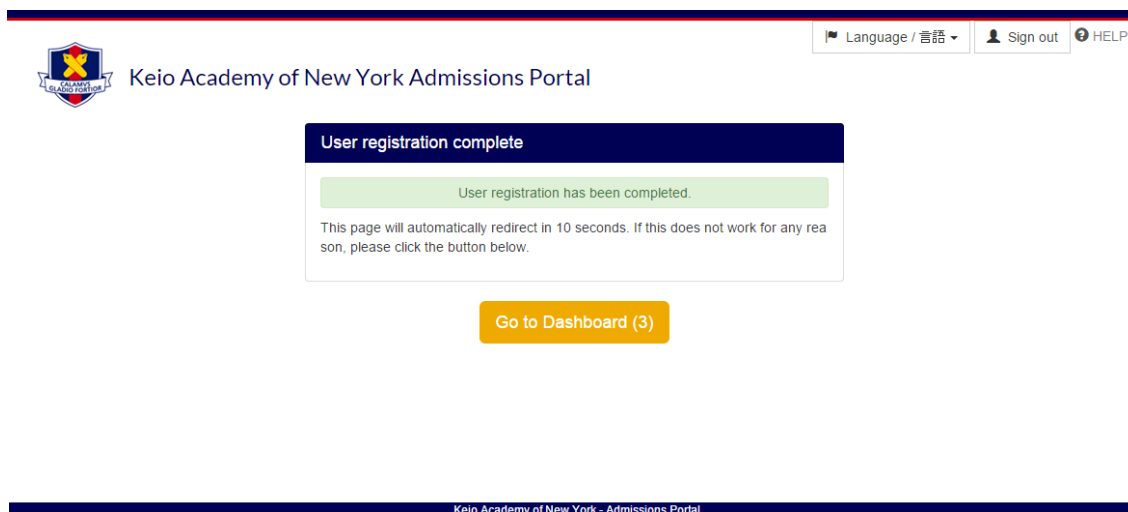 Language / 言語
Sign out
HELP
CALAMVS
GLADIO FORTIOR
Keio Academy of New York Admissions Portal
User registration complete
User registration has been completed.
This page will automatically redirect in 10 seconds. If this does not work for any rea
son, please click the button below.
Go to Dashboard (3)
Keio Academy of New York - Admissions Portal